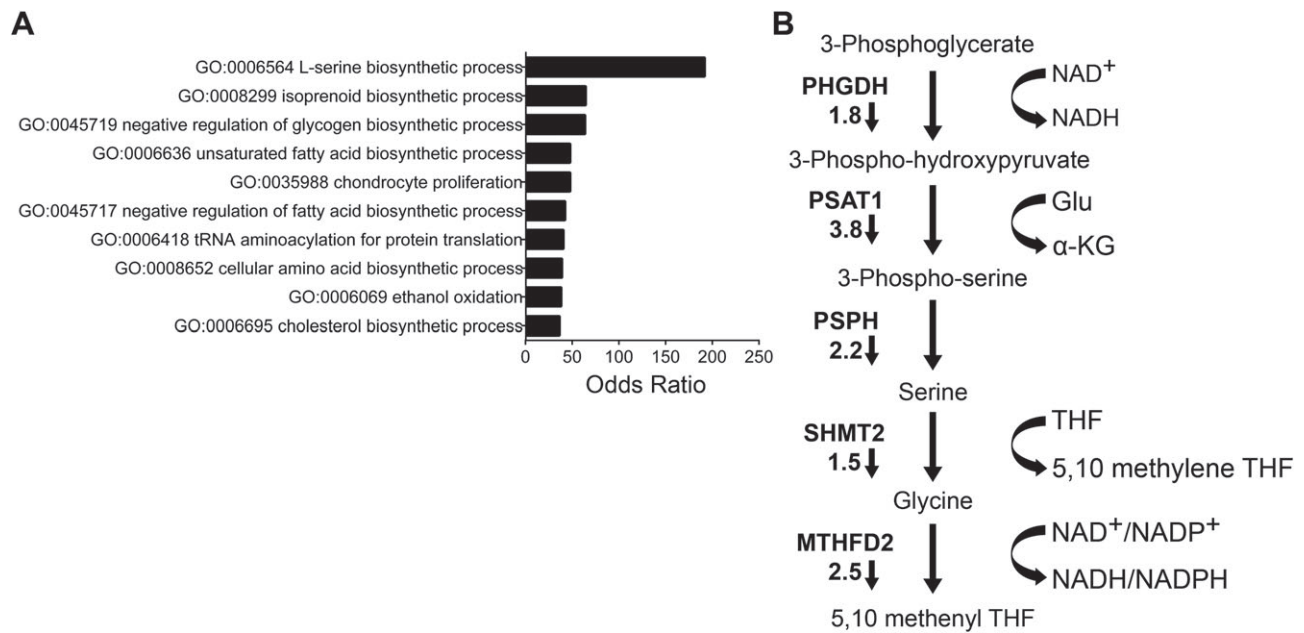 A
GO:0006564 L-serine biosynthetic process
GO:0008299 isoprenoid biosynthetic process
GO:0045719 negative regulation of glycogen biosynthetic process
GO:0006636 unsaturated fatty acid biosynthetic process
GO:0035988 chondrocyte proliferation
GO:0045717 negative regulation of fatty acid biosynthetic process
GO:0006418 tRNA aminoacylation for protein translation
GO:0008652 cellular amino acid biosynthetic process
GO:0006069 ethanol oxidation
GO:0006695 cholesterol biosynthetic process
0 50 100 150 200 250
Odds Ratio
B
3-Phosphoglycerate
PHGDH
1.8
NAD+
NADH
3-Phospho-hydroxypyruvate
PSAT1
3.8
Glu
α-KG
3-Phospho-serine
PSPH
2.2
Serine
SHMT2
1.5
THF
5,10 methylene THF
Glycine
MTHFD2
2.5
NAD+/NADP+
NADH/NADPH
5,10 methenyl THF